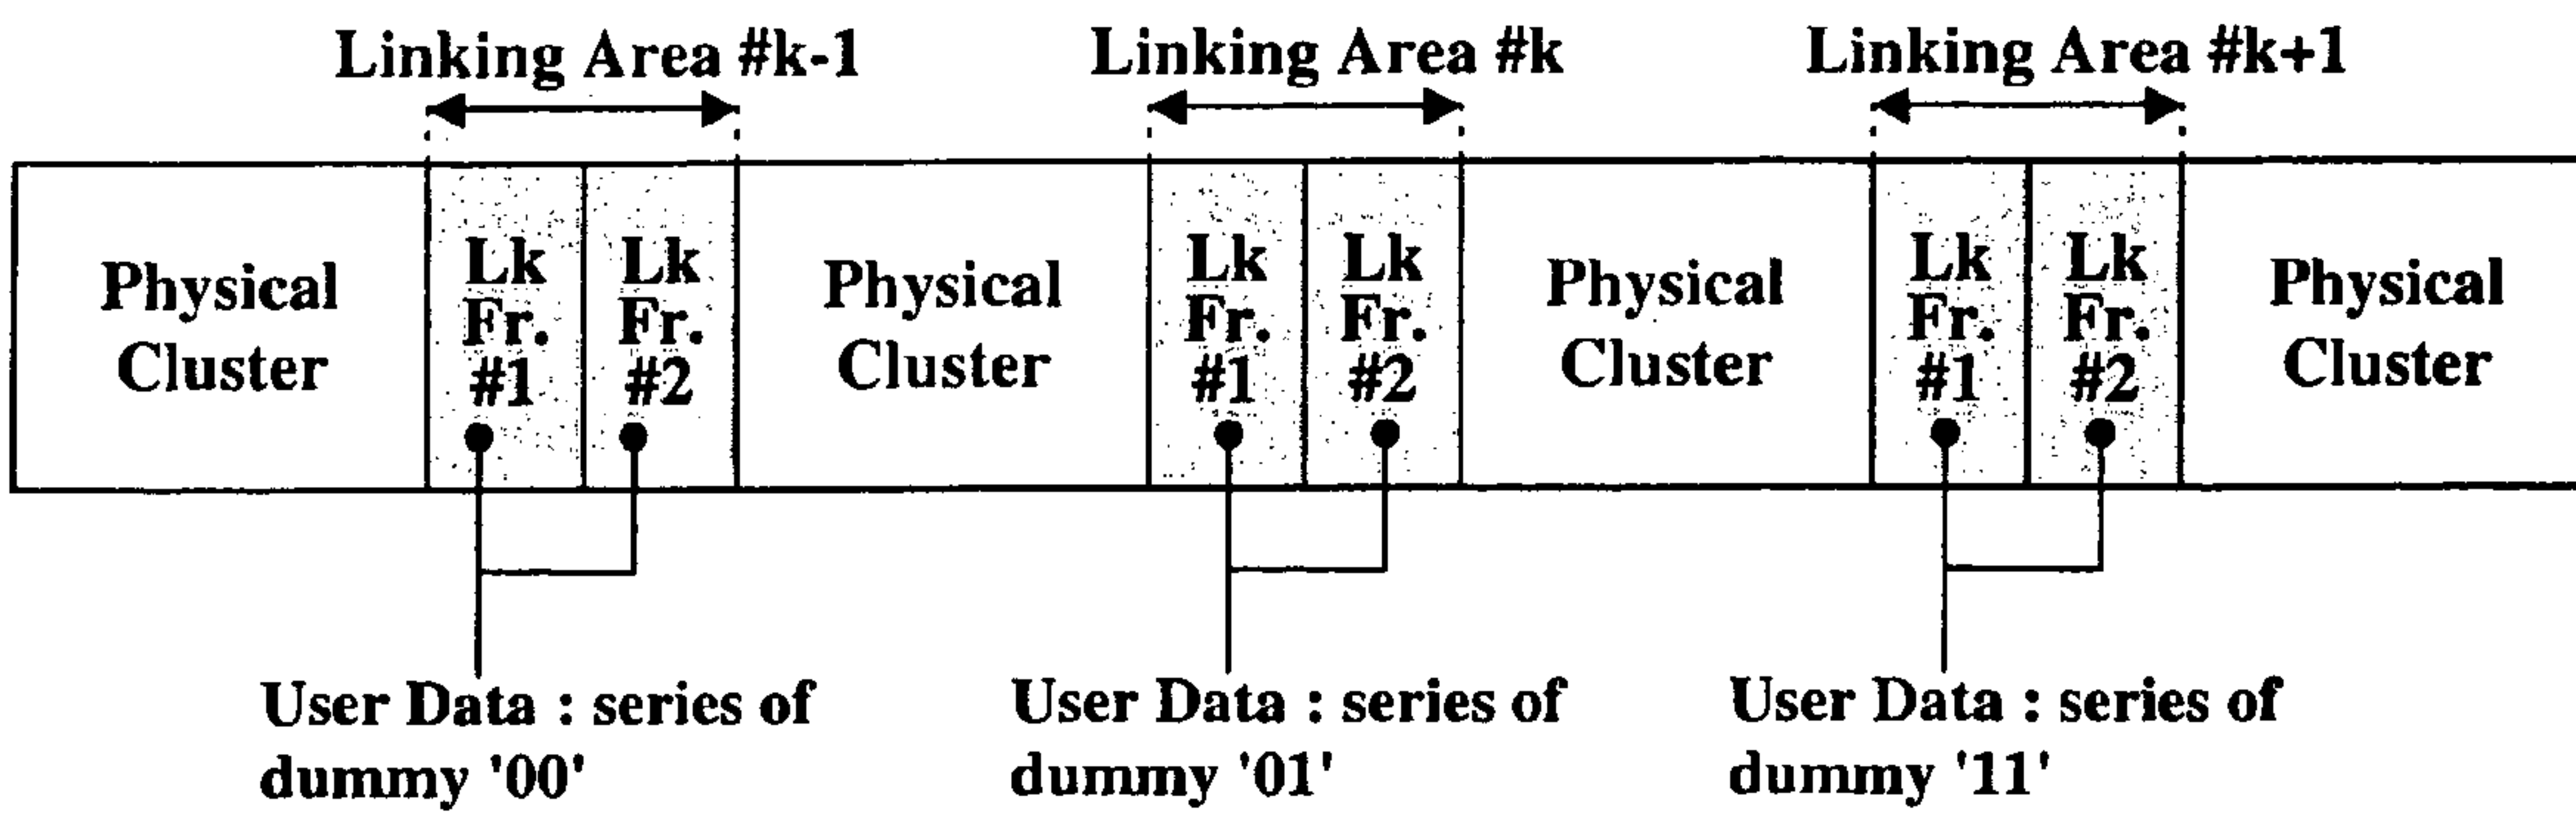 Linking Area #k-1
Linking Area #k
Linking Area #k+1
Physical
Cluster
Lk
Fr.
#1
Lk
Fr.
#2
Physical
Cluster
Lk
Fr.
#1
Lk
Fr.
#2
Physical
Cluster
Lk
Fr.
#1
Lk
Fr.
#2
Physical
Cluster
User Data : series of
dummy '00'
User Data : series of
dummy '01'
User Data : series of
dummy '11'